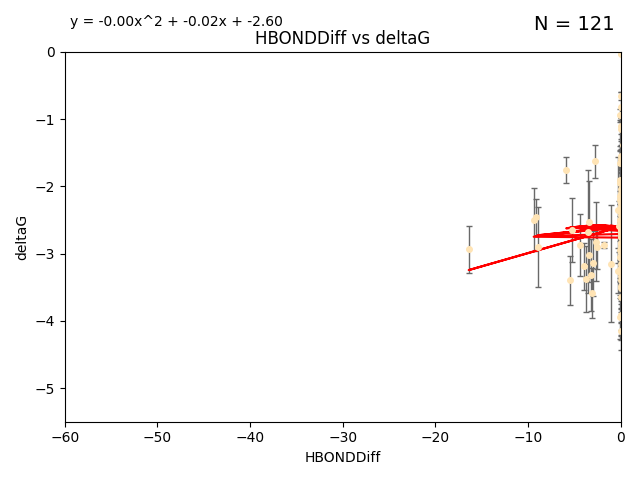 y = -0.00x^2 + -0.02x + -2.60
N = 121
HBONDDiff vs deltaG
0
−1
−2
−3
−4
−5
deltaG
−60
−50
−40
−30
−20
−10
0
HBONDDiff